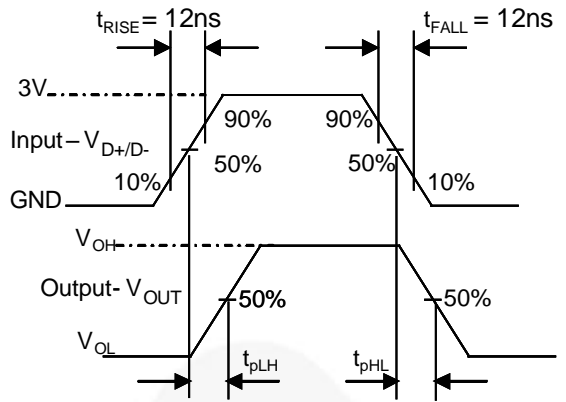 tRISE = 12ns tFALL = 12ns
3V
90% 90%
Input – VD+/D-
50% 50%
10% 10%
GND
VOH
Output- VOUT
50% 50%
VOL
tpLH tpHL